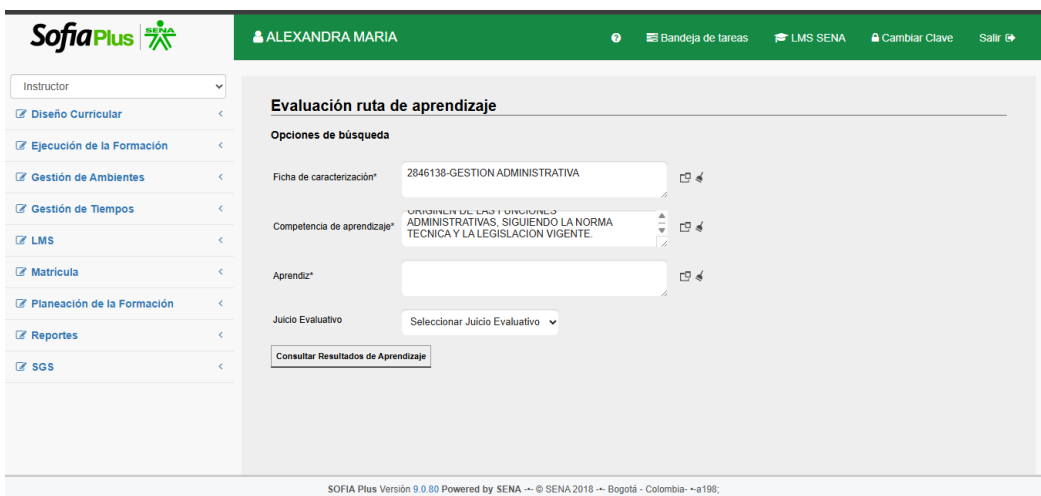 SofiaPlus SENA
ALEXANDRA MARIA
Bandeja de tareas
LMS SENA
Cambiar Clave
Salir
Instructor
Diseño Curricular
Ejecución de la Formación
Gestión de Ambientes
Gestión de Tiempos
LMS
Matrícula
Planeación de la Formación
Reportes
SGS
Evaluación ruta de aprendizaje
Opciones de búsqueda
Ficha de caracterización*
2846138-GESTION ADMINISTRATIVA
Competencia de aprendizaje*
ORIGINEN DE LAS FUNCIONES
ADMINISTRATIVAS, SIGUIENDO LA NORMA
TECNICA Y LA LEGISLACION VIGENTE.
Aprendiz*
Juicio Evaluativo
Seleccionar Juicio Evaluativo
Consultar Resultados de Aprendizaje
SOFIA Plus Versión 9.0.80 Powered by SENA -•- © SENA 2018 -•- Bogotá - Colombia- -•-a198;